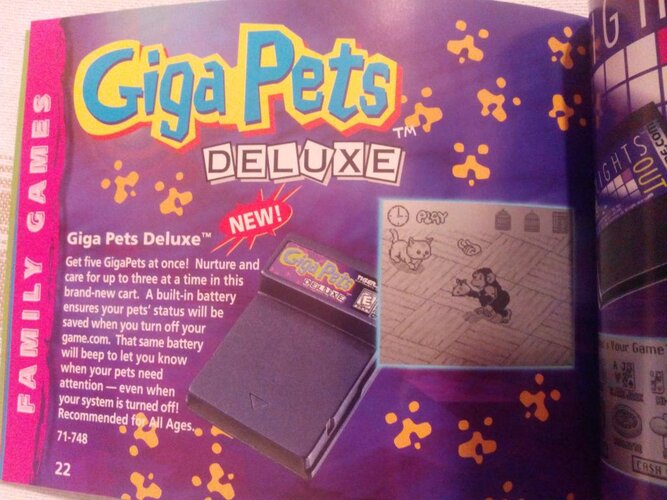 FAMILY GAMES
Giga Pets TM
DELUXE
NEW!
Giga Pets Deluxe™
Get five GigaPets at once! Nurture and
care for up to three at a time in this
brand-new cart. A built-in battery
ensures your pets' status will be
saved when you turn off your
game.com. That same battery
will beep to let you know
when your pets need
attention — even when
your system is turned off!
Recommended for All Ages.
71-748
22
Giga Pets
DELUXE
TIGER
E
PLAY
LIGHTS
OUT
Your Game
CASH